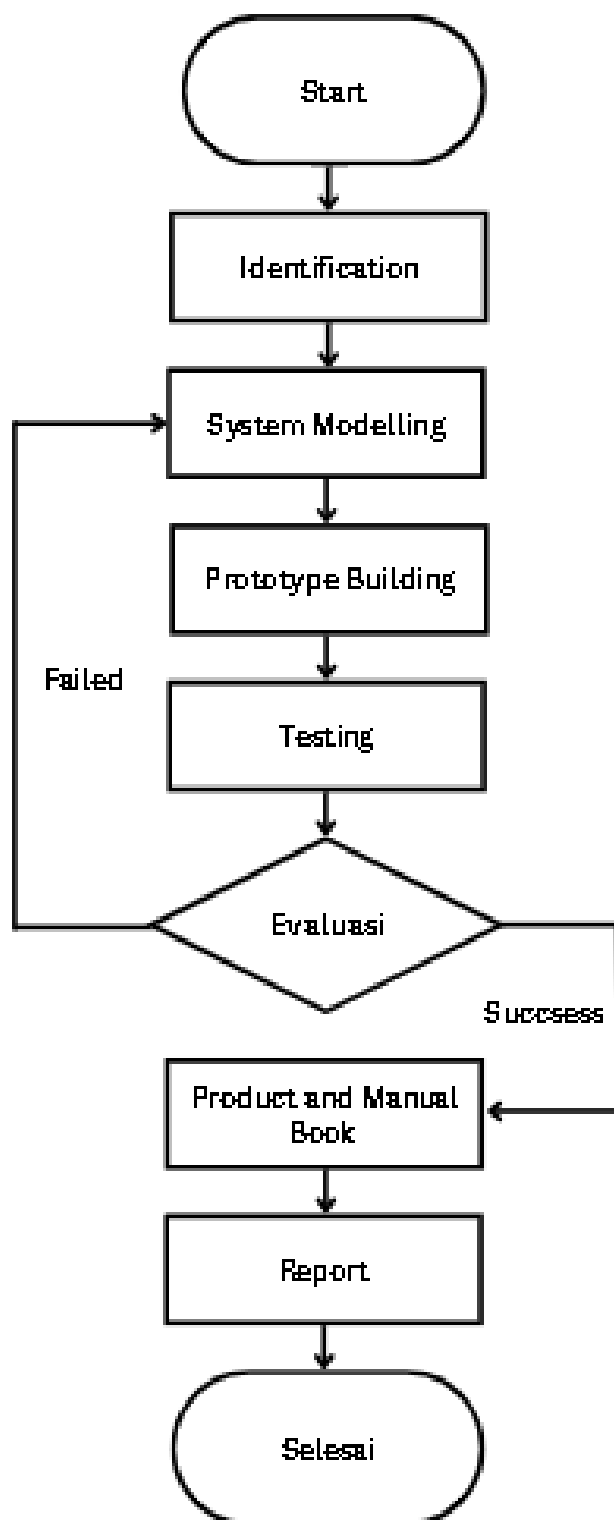 Start
Identification
System Modelling
Prototype Building
Failed
Testing
Evaluasi
Succsess
Product and Manual
Book
Report
Selesai